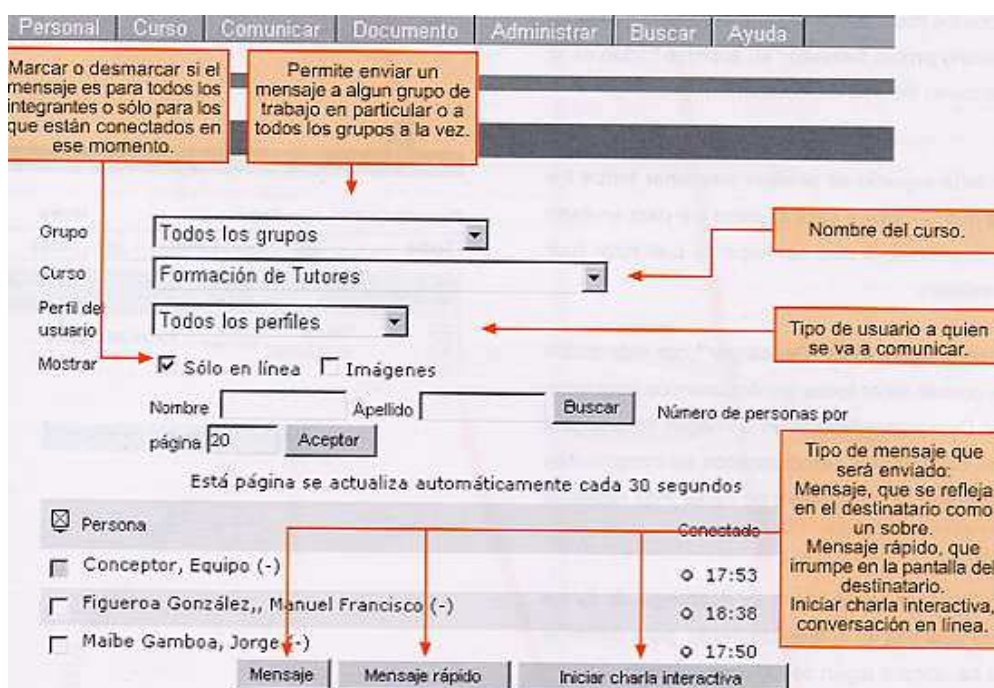 Personal Curso Comunicar Documento Administrar Buscar Ayuda
Marcar o desmarcar si el
mensaje es para todos los
integrantes o sólo para los
que están conectados en
ese momento.
Permite enviar un
mensaje a algun grupo de
trabajo en particular o a
todos los grupos a la vez.
Grupo Todos los grupos
Nombre del curso.
Curso Formación de Tutores
Perfil de
usuario Todos los perfiles
Tipo de usuario a quien
se va a comunicar.
Mostrar Sólo en línea Imágenes
Nombre Apellido Buscar Número de personas por
página 20 Aceptar
Está página se actualiza automáticamente cada 30 segundos
Tipo de mensaje que
será enviado:
Mensaje, que se refleja
en el destinatario como
un sobre.
Mensaje rápido, que
irrumpe en la pantalla del
destinatario.
Iniciar charla interactiva,
conversación en línea.
Persona Conectado
Conceptor, Equipo (-) 17:53
Figueroa González,, Manuel Francisco (-) 18:38
Maibe Gamboa, Jorge (-) 17:50
Mensaje Mensaje rápido Iniciar charla interactiva